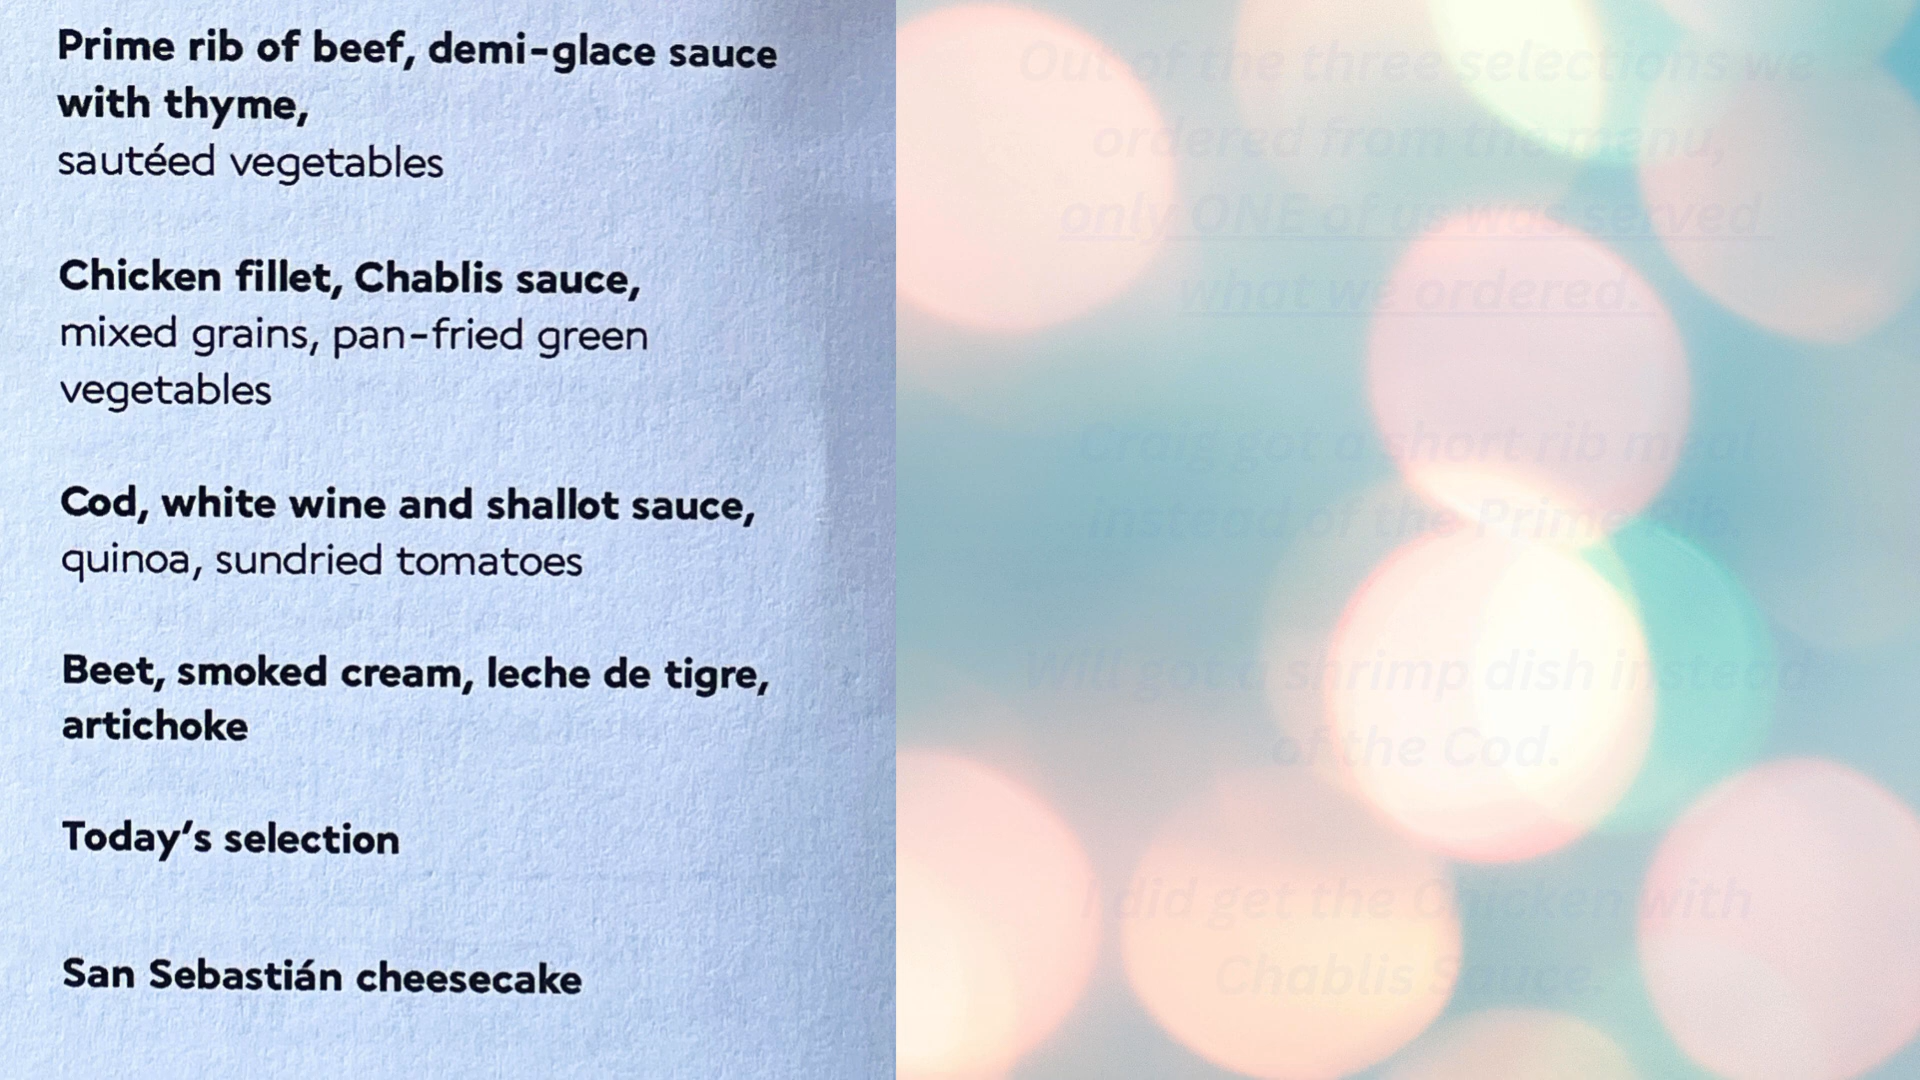 Prime rib of beef, demi-glace sauce
with thyme,
sautéed vegetables
Chicken fillet, Chablis sauce,
mixed grains, pan-fried green
vegetables
Cod, white wine and shallot sauce,
quinoa, sundried tomatoes
Beet, smoked cream, leche de tigre,
artichoke
Today's selection
San Sebastián cheesecake
Out of the three selections we
ordered from the menu,
only ONE of us was served
what we ordered.
Craig got a short rib meal
instead of the Prime Rib.
Will got a shrimp dish instead
of the Cod.
I did get the Chicken with
Chablis Sauce.